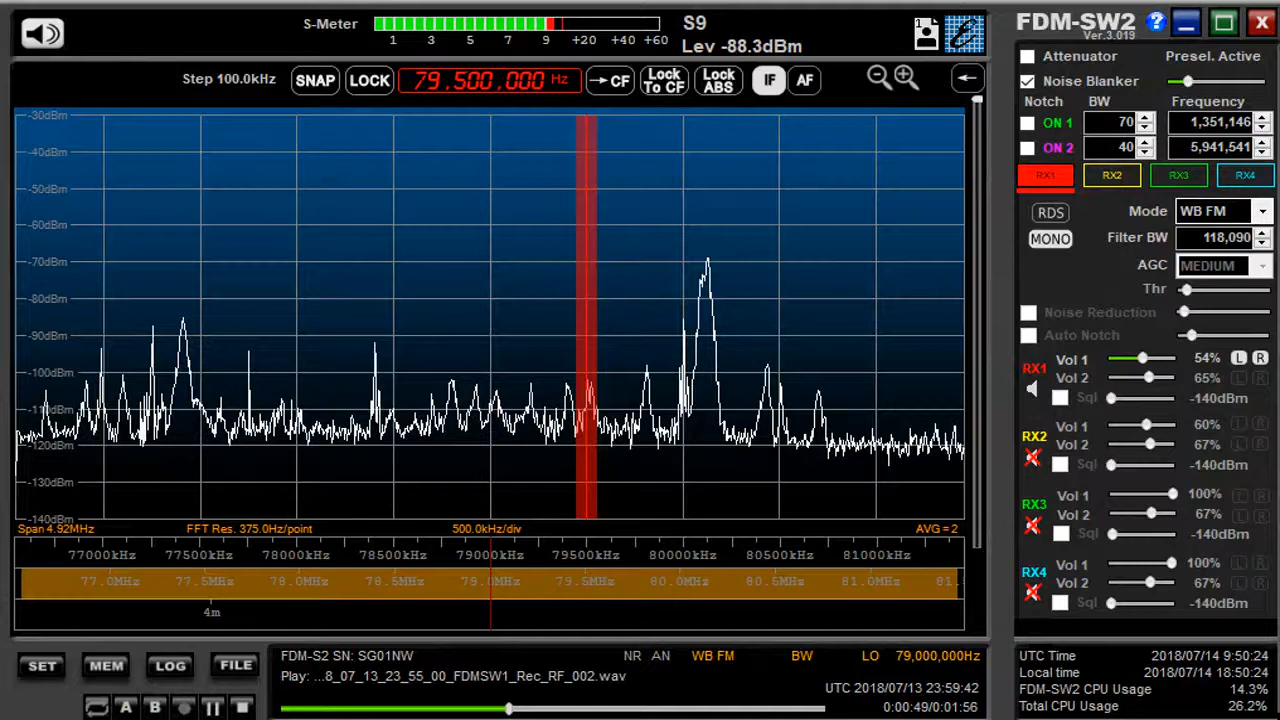 S-Meter
1 3 5 7 9 +20 +40 +60
S9
Lev -88.3dBm
1
FDM-SW2
?
X
Ver.3.019
Step 100.0kHz
SNAP
LOCK
79.500.000 Hz
→CF
Lock To CF
Lock ABS
IF
AF
←
-30dBm
-40dBm
-50dBm
-60dBm
-70dBm
-80dBm
-90dBm
-100dBm
-110dBm
-120dBm
-130dBm
-140dBm
Span 4.92MHz
FFT Res. 375.0Hz/point
500.0kHz/div
AVG=2
77000kHz 77500kHz 78000kHz 78500kHz 79000kHz 79500kHz 80000kHz 80500kHz 81000kHz
77.0MHz 77.5MHz 78.0MHz 78.5MHz 79.0MHz 79.5MHz 80.0MHz 80.5MHz 81.0MHz 81.
4m
Attenuator Presel. Active
Noise Blanker
Notch BW Frequency
ON 1 70 1,351,146
ON 2 40 5,941,541
RX1 RX2 RX3 RX4
RDS Mode WB FM
MONO Filter BW 118,090
AGC MEDIUM
Thr
Noise Reduction
Auto Notch
RX1
Vol 1 54% L R
Vol 2 65% L R
Sql -140dBm
RX2
Vol 1 60% L R
Vol 2 67% L R
Sql -140dBm
RX3
Vol 1 100% L R
Vol 2 67% L R
Sql -140dBm
RX4
Vol 1 100% L R
Vol 2 67% L R
Sql -140dBm
SET MEM LOG FILE
A B
FDM-S2 SN: SG01NW NR AN WB FM BW LO 79,000,000Hz
Play: ...8_07_13_23_55_00_FDMSW1_Rec_RF_002.wav
UTC 2018/07/13 23:59:42
0:00:49/0:01:56
UTC Time 2018/07/14 9:50:24
Local time 2018/07/14 18:50:24
FDM-SW2 CPU Usage 14.3%
Total CPU Usage 26.2%